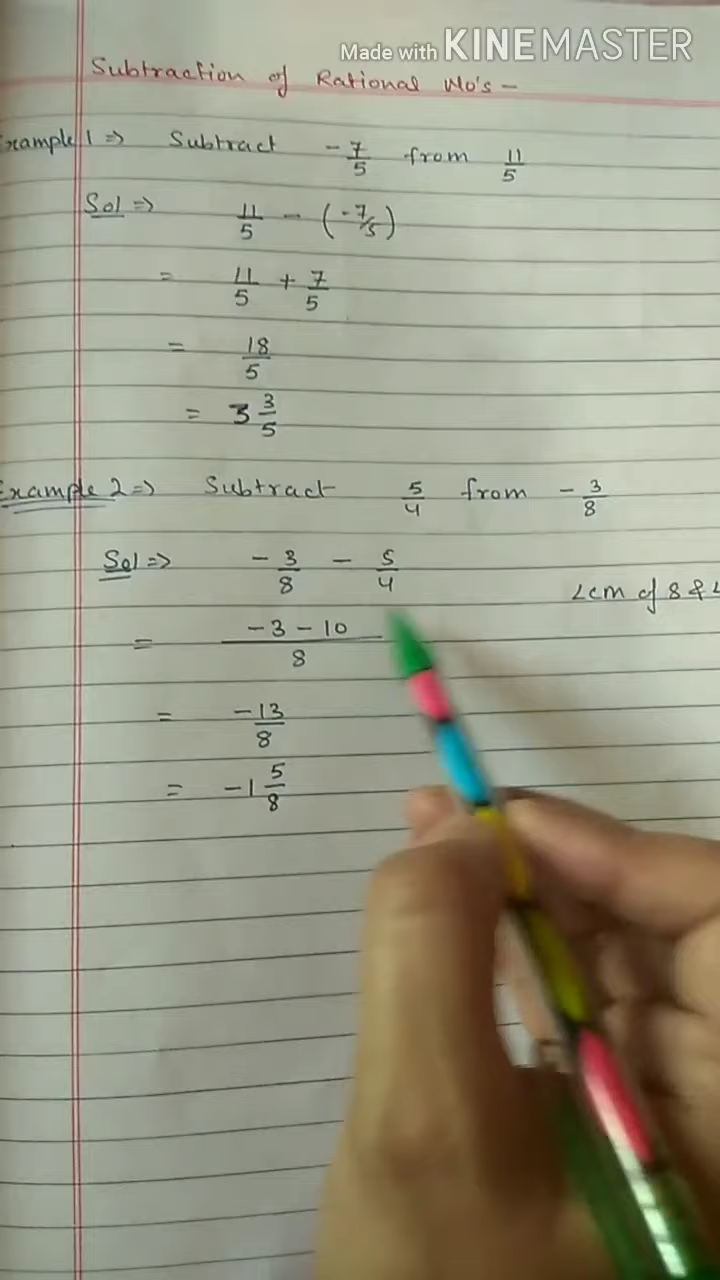 Made with KINEMASTER
Subtraction of Rational No's –
Example 1 ⇒ Subtract -7/5 from 11/5
Sol ⇒ 11/5 - (-7/5)
= 11/5 + 7/5
= 18/5
= 3 3/5
Example 2 ⇒ Subtract 5/4 from - 3/8
Sol ⇒ - 3/8 - 5/4
Lcm of 8 &
= -3 - 10/8
= -13/8
= -1 5/8